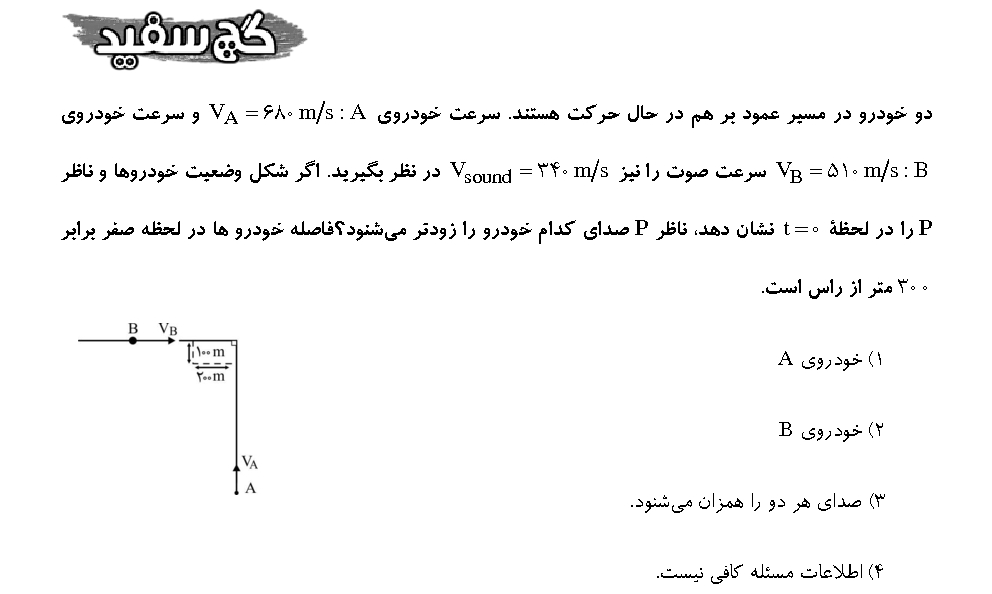 گچ سفید
دو خودرو در مسیر عمود بر هم در حال حرکت هستند. سرعت خودروی V_A = ۶۸۰ m/s : A و سرعت خودروی
V_B = ۵۱۰ m/s : B سرعت صوت را نیز V_sound = ۳۴۰ m/s در نظر بگیرید. اگر شکل وضعیت خودروها و ناظر
P را در لحظهٔ t = ۰ نشان دهد، ناظر P صدای کدام خودرو را زودتر می‌شنود؟فاصله خودرو ها در لحظه صفر برابر
۳۰۰ متر از راس است.
B V_B
۱۰۰ m
۲۰۰ m
V_A
A
۱) خودروی A
۲) خودروی B
۳) صدای هر دو را همزان می‌شنود.
۴) اطلاعات مسئله کافی نیست.